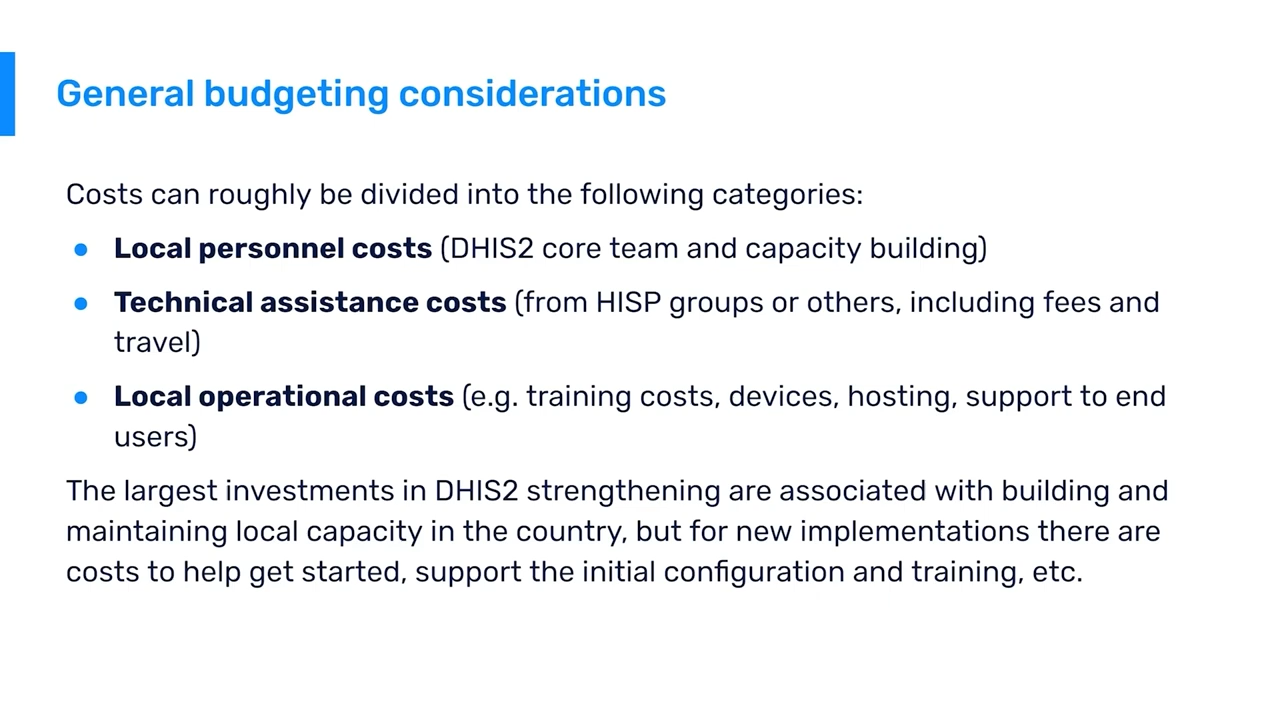 General budgeting considerations
Costs can roughly be divided into the following categories:
● Local personnel costs (DHIS2 core team and capacity building)
● Technical assistance costs (from HISP groups or others, including fees and
travel)
● Local operational costs (e.g. training costs, devices, hosting, support to end
users)
The largest investments in DHIS2 strengthening are associated with building and
maintaining local capacity in the country, but for new implementations there are
costs to help get started, support the initial configuration and training, etc.